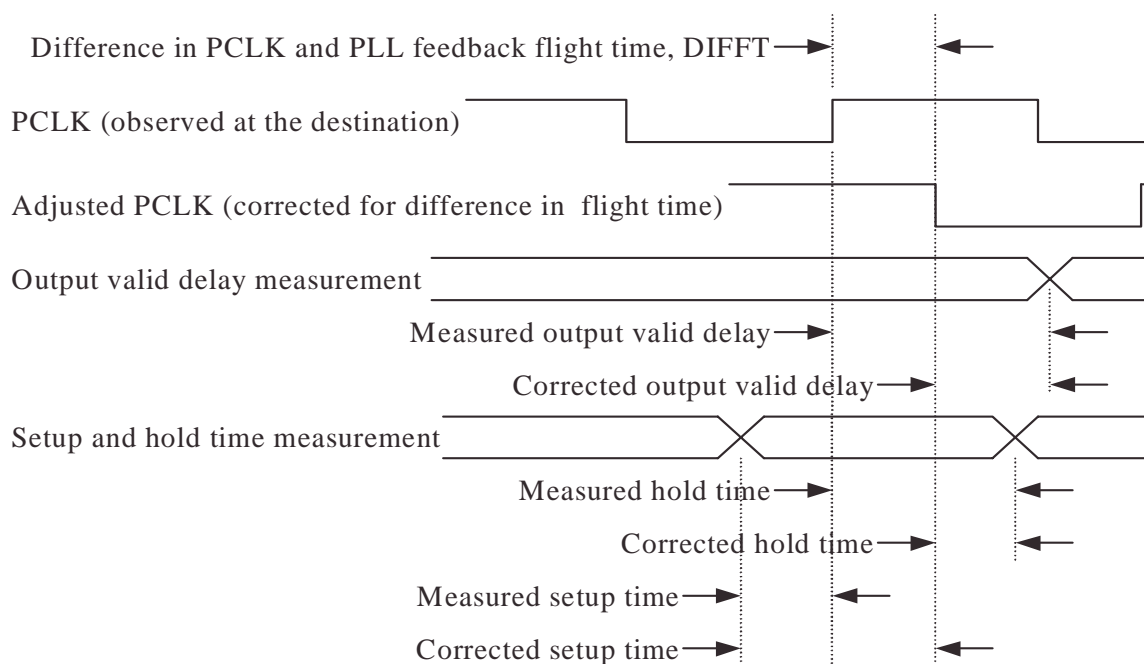 Difference in PCLK and PLL feedback flight time, DIFFT
PCLK (observed at the destination)
Adjusted PCLK (corrected for difference in flight time)
Output valid delay measurement
Measured output valid delay
Corrected output valid delay
Setup and hold time measurement
Measured hold time
Corrected hold time
Measured setup time
Corrected setup time